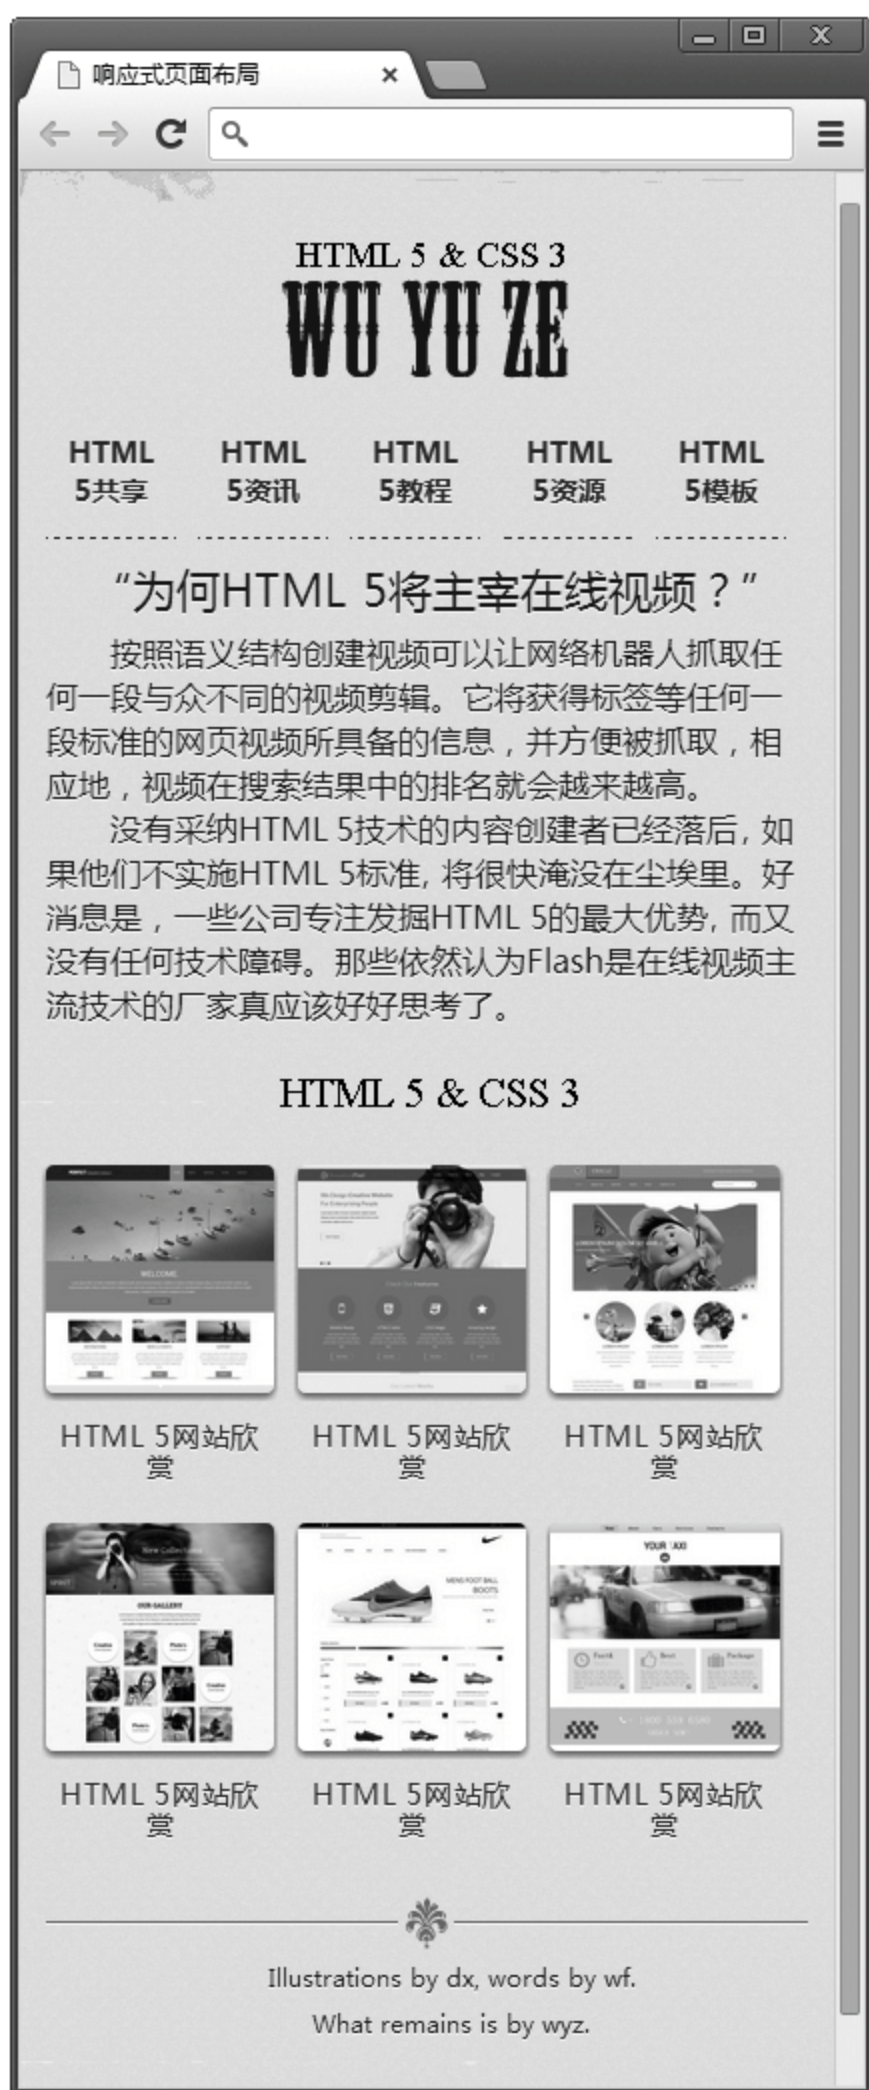 响应式页面布局
HTML 5 & CSS 3
WU YU ZE
HTML 5共享
HTML 5资讯
HTML 5教程
HTML 5资源
HTML 5模板
“为何HTML 5将主宰在线视频？”
按照语义结构创建视频可以让网络机器人抓取任
何一段与众不同的视频剪辑。它将获得标签等任何一
段标准的网页视频所具备的信息，并方便被抓取，相
应地，视频在搜索结果中的排名就会越来越高。
没有采纳HTML 5技术的内容创建者已经落后, 如
果他们不实施HTML 5标准, 将很快淹没在尘埃里。好
消息是，一些公司专注发掘HTML 5的最大优势, 而又
没有任何技术障碍。那些依然认为Flash是在线视频主
流技术的厂家真应该好好思考了。
HTML 5 & CSS 3
WELCOME
HTML 5网站欣
赏
HTML 5网站欣
赏
HTML 5网站欣
赏
New Collections
OUR GALLERY
MENS FOOT BALL
BOOTS
HTML 5网站欣
赏
HTML 5网站欣
赏
HTML 5网站欣
赏
Illustrations by dx, words by wf.
What remains is by wyz.